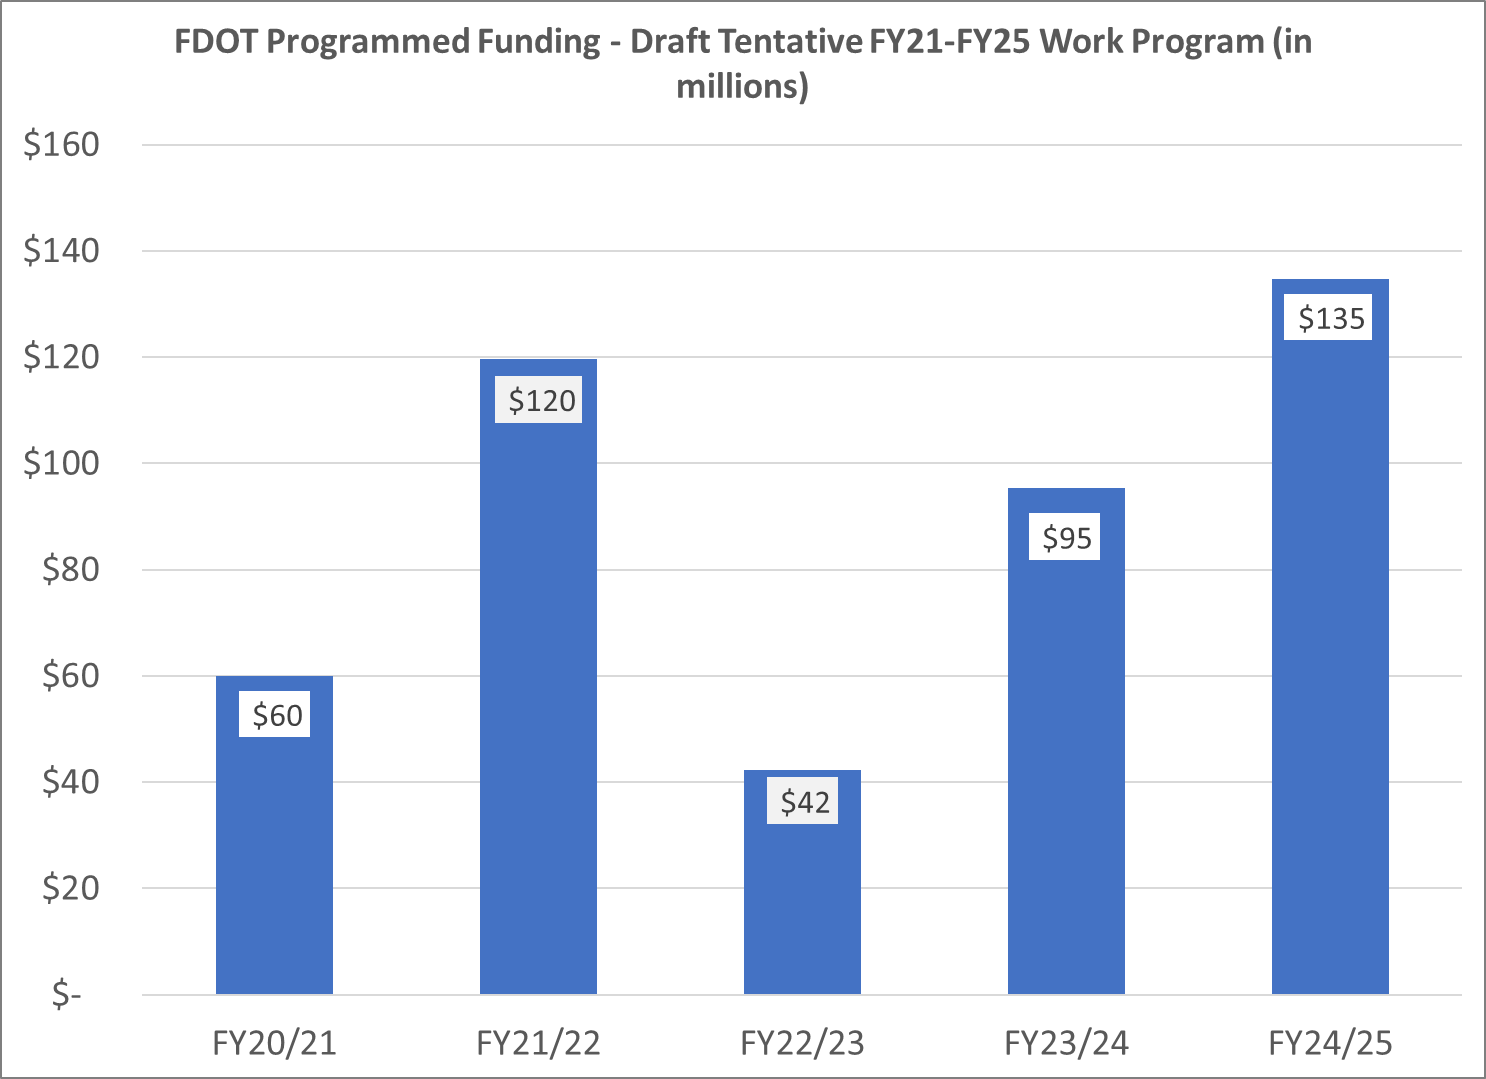 FDOT Programmed Funding - Draft Tentative FY21-FY25 Work Program (in
millions)
$160
$140
$120
$100
$80
$60
$40
$20
$-
$60
$120
$42
$95
$135
FY20/21
FY21/22
FY22/23
FY23/24
FY24/25